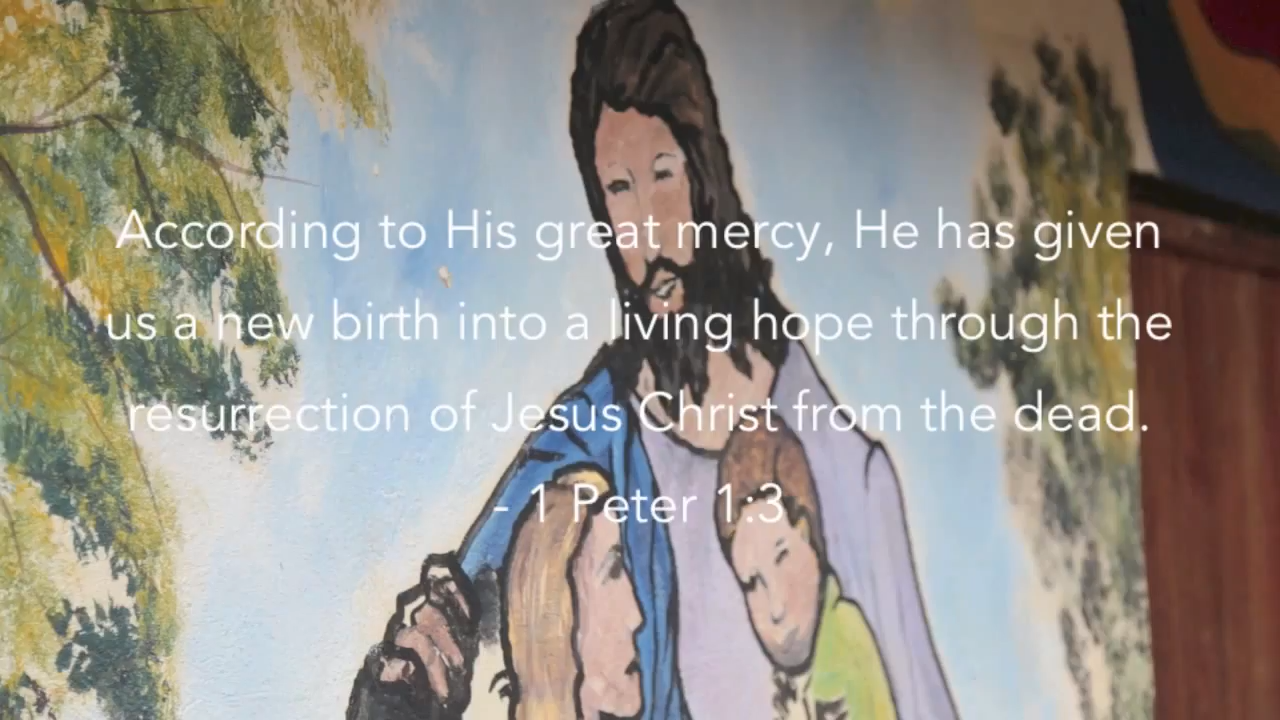 According to His great mercy, He has given
us a new birth into a living hope through the
resurrection of Jesus Christ from the dead.
- 1 Peter 1:3